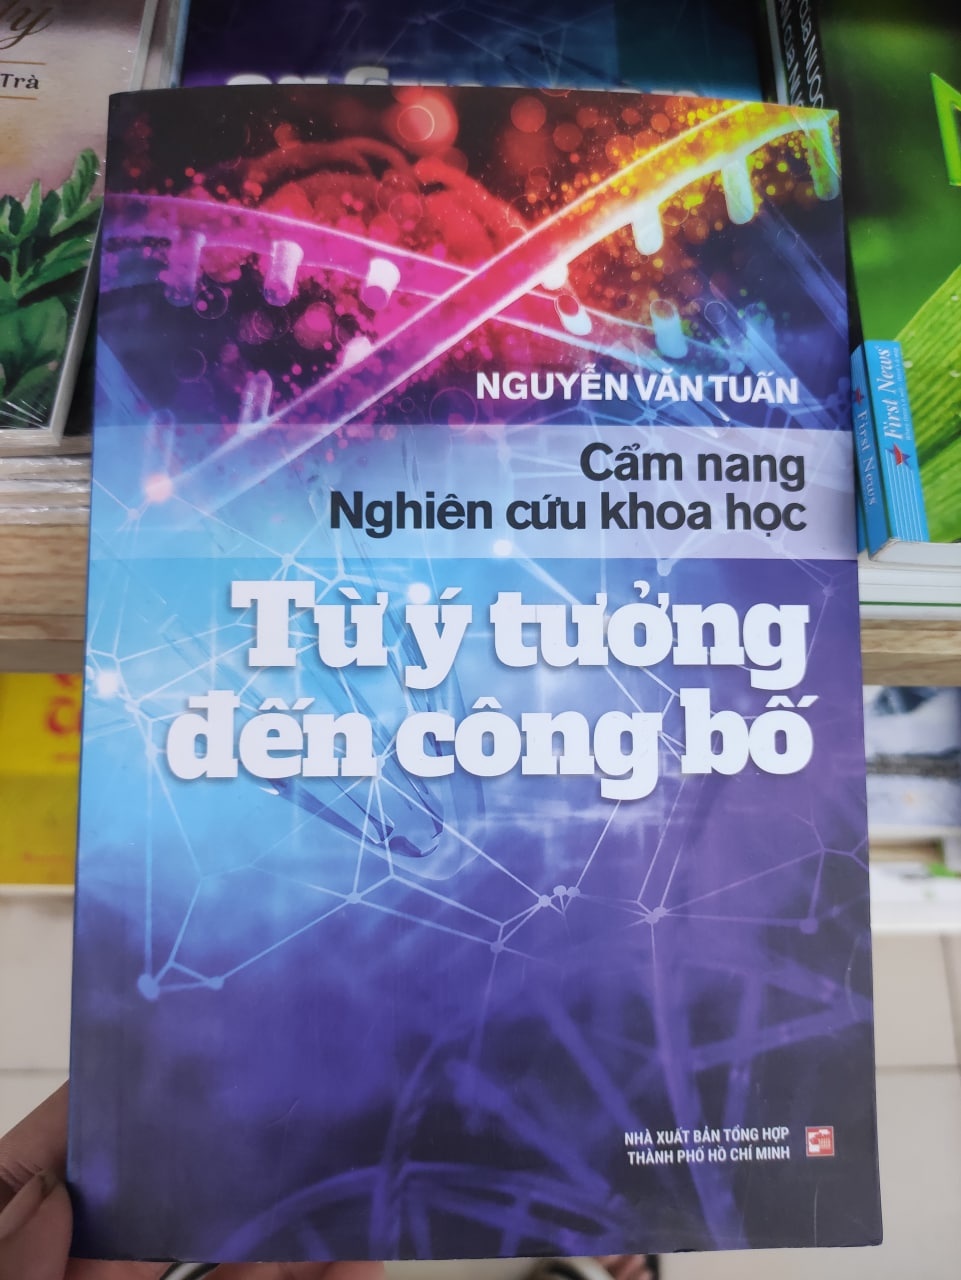 Trà
NGUYỄN VĂN TUẤN
Cẩm nang
Nghiên cứu khoa học
Từ ý tưởng
đến công bố
NHÀ XUẤT BẢN TỔNG HỢP
THÀNH PHỐ HỒ CHÍ MINH
First News
First News